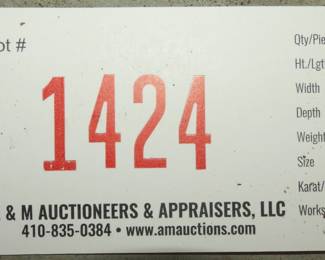 ot #
1424
& M AUCTIONEERS & APPRAISERS, LLC
410-835-0384 • www.amauctions.com
Qty/Pie
Ht./Lgt
Width
Depth
Weight
Size
Karat/
Works